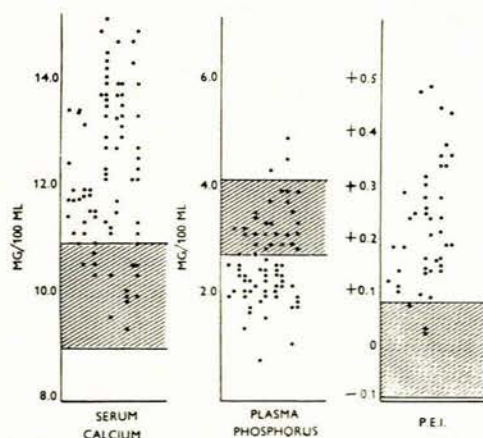 14.0
12.0
10.0
8.0
MG/100 ML
SERUM
CALCIUM
6.0
4.0
2.0
MG/100 ML
PLASMA
PHOSPHORUS
+0.5
+0.4
+0.3
+0.2
+0.1
0
-0.1
P.E.I.